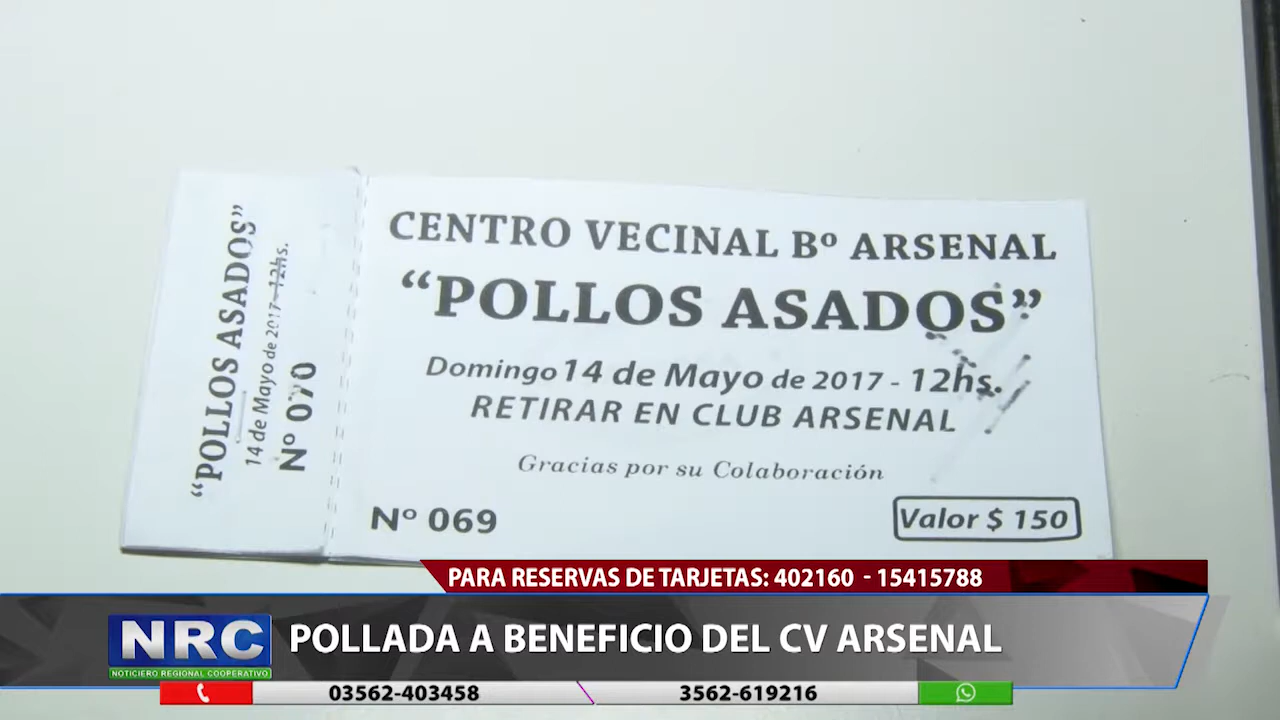 CENTRO VECINAL Bº ARSENAL
“POLLOS ASADOS”
Domingo 14 de Mayo de 2017 - 12hs.
RETIRAR EN CLUB ARSENAL
Gracias por su Colaboración
Nº 069
Valor $ 150
“POLLOS ASADOS”
14 de Mayo de 2017- 12hs.
Nº 070
PARA RESERVAS DE TARJETAS: 402160 - 15415788
NRC
NOTICIERO REGIONAL COOPERATIVO
POLLADA A BENEFICIO DEL CV ARSENAL
03562-403458
3562-619216